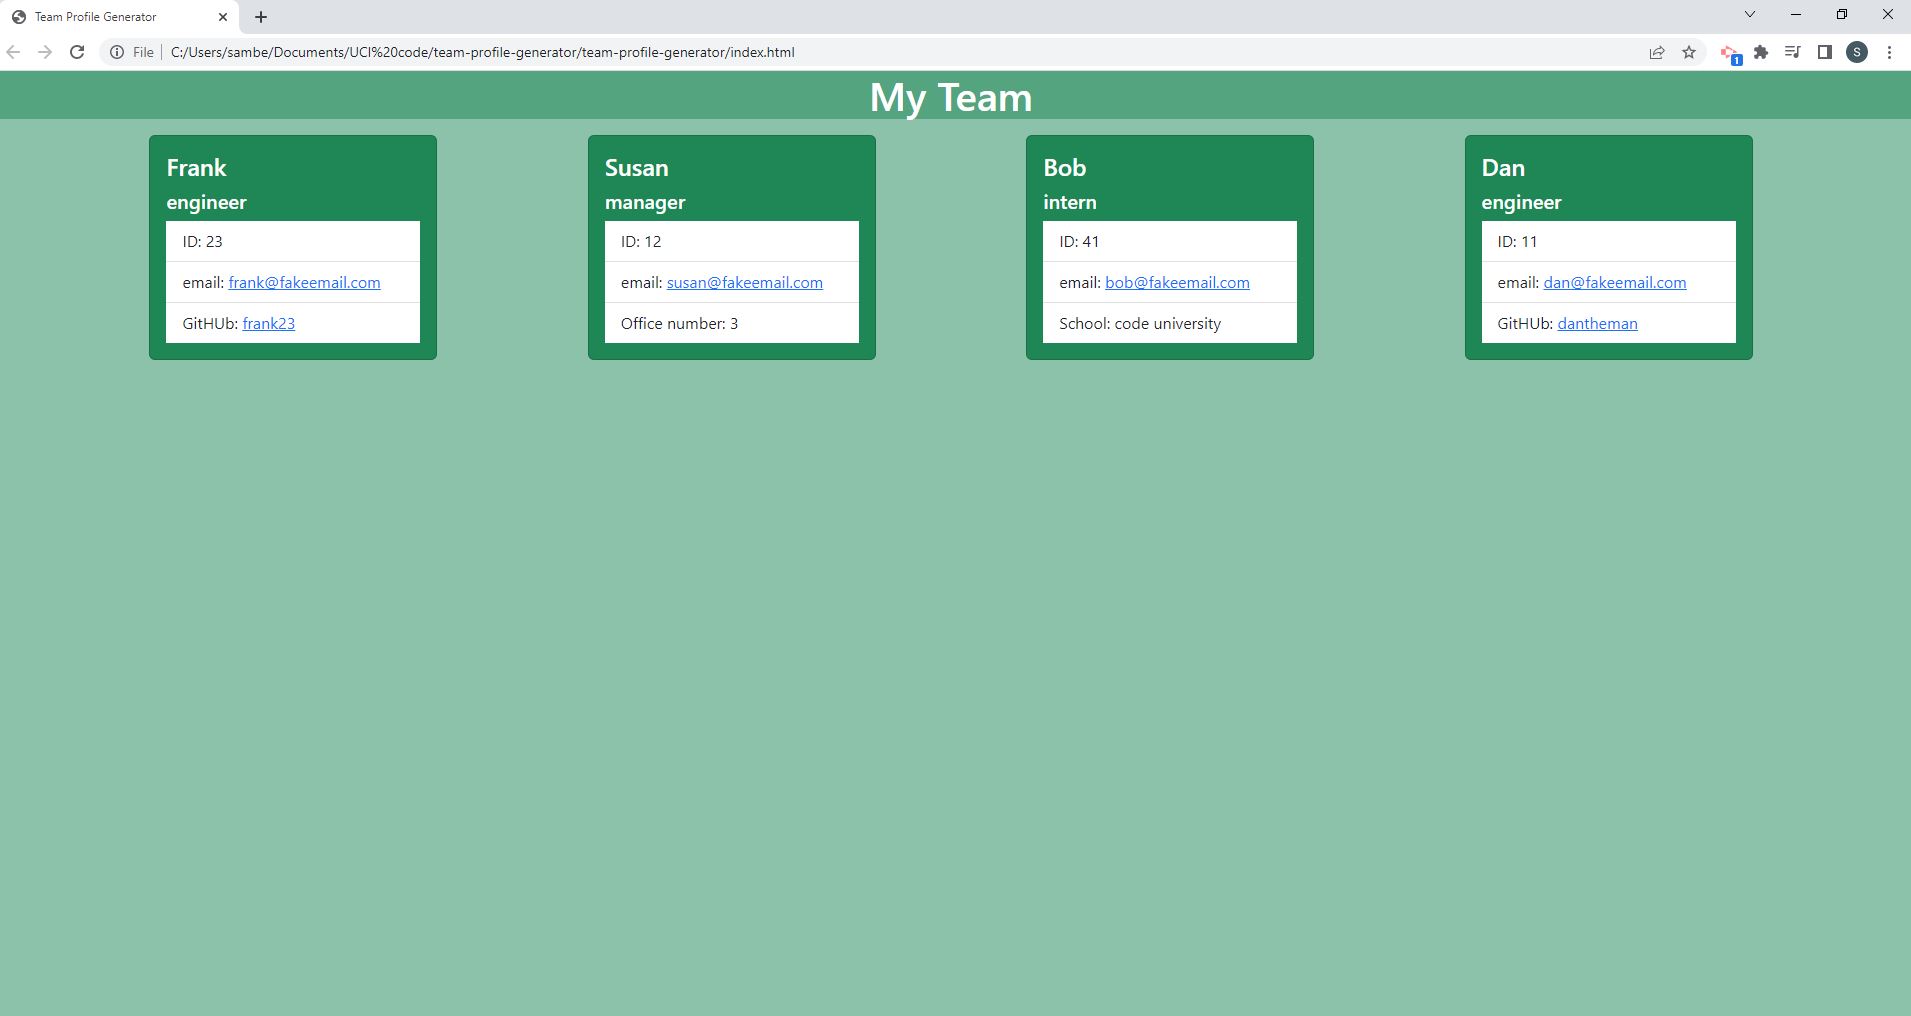 Team Profile Generator
File C:/Users/sambe/Documents/UCI%20code/team-profile-generator/team-profile-generator/index.html
1
S
My Team
Frank
engineer
ID: 23
email: frank@fakeemail.com
GitHUb: frank23
Susan
manager
ID: 12
email: susan@fakeemail.com
Office number: 3
Bob
intern
ID: 41
email: bob@fakeemail.com
School: code university
Dan
engineer
ID: 11
email: dan@fakeemail.com
GitHUb: dantheman